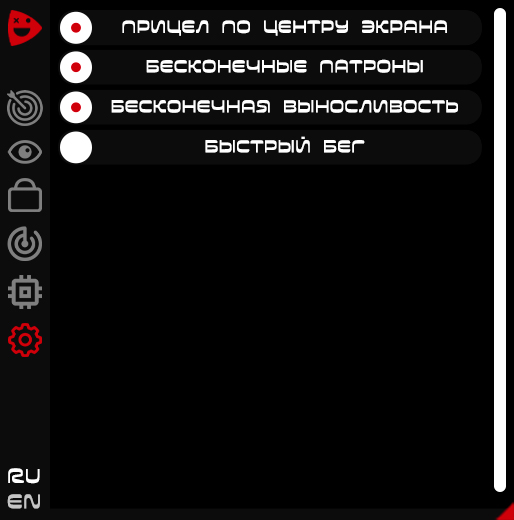 ПРИЦЕЛ ПО ЦЕНТРУ ЭКРАНА
БЕСКОНЕЧНЫЕ ПАТРОНЫ
БЕСКОНЕЧНАЯ ВЫНОСЛИВОСТЬ
БЫСТРЫЙ БЕГ
RU
EN